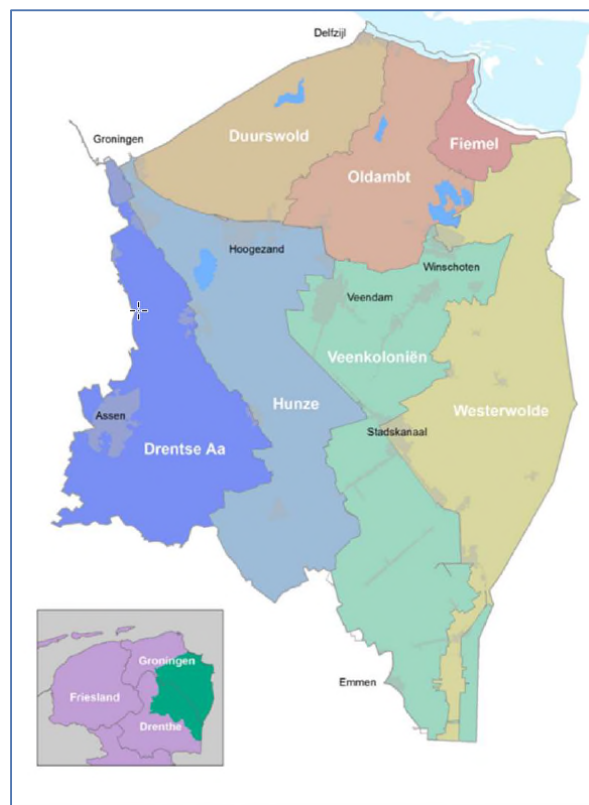 Delfzijl
Groningen
Duurswold
Fiemel
Oldambt
Hoogezand
Winschoten
Veendam
Veenkoloniën
Hunze
Westerwolde
Assen
Stadskanaal
Drentse Aa
Groningen
Friesland
Drenthe
Emmen